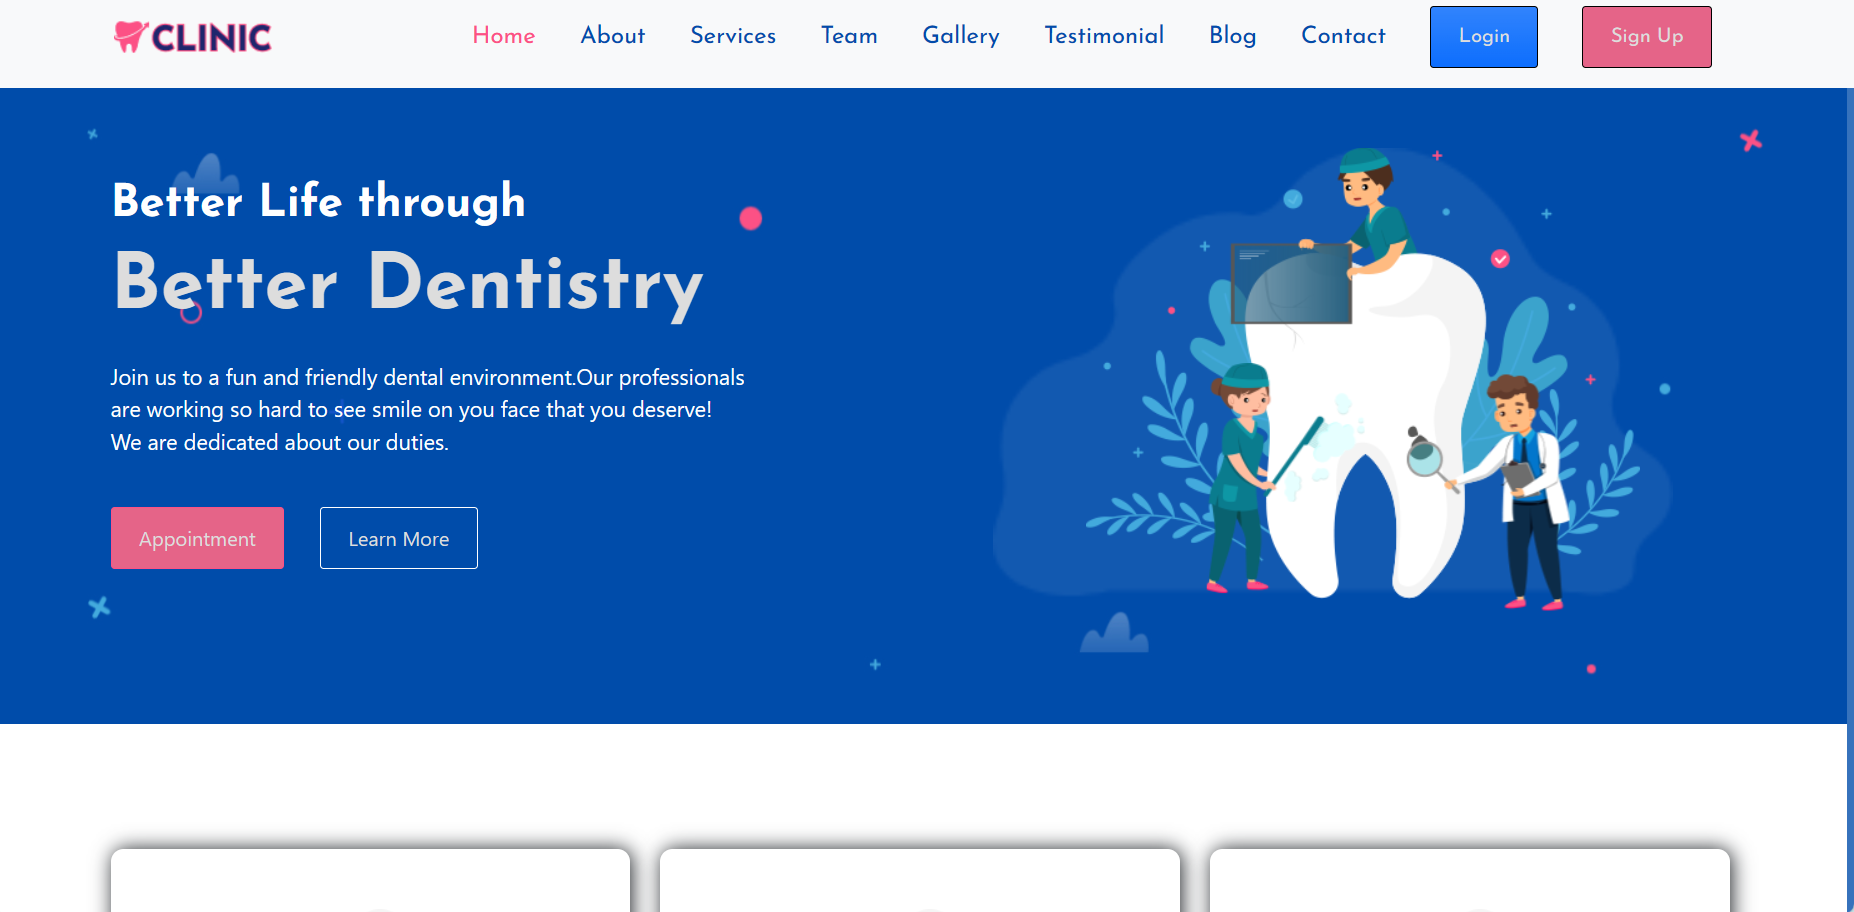 CLINIC
Home About Services Team Gallery Testimonial Blog Contact Login Sign Up
Better Life through
Better Dentistry
Join us to a fun and friendly dental environment.Our professionals
are working so hard to see smile on you face that you deserve!
We are dedicated about our duties.
Appointment Learn More